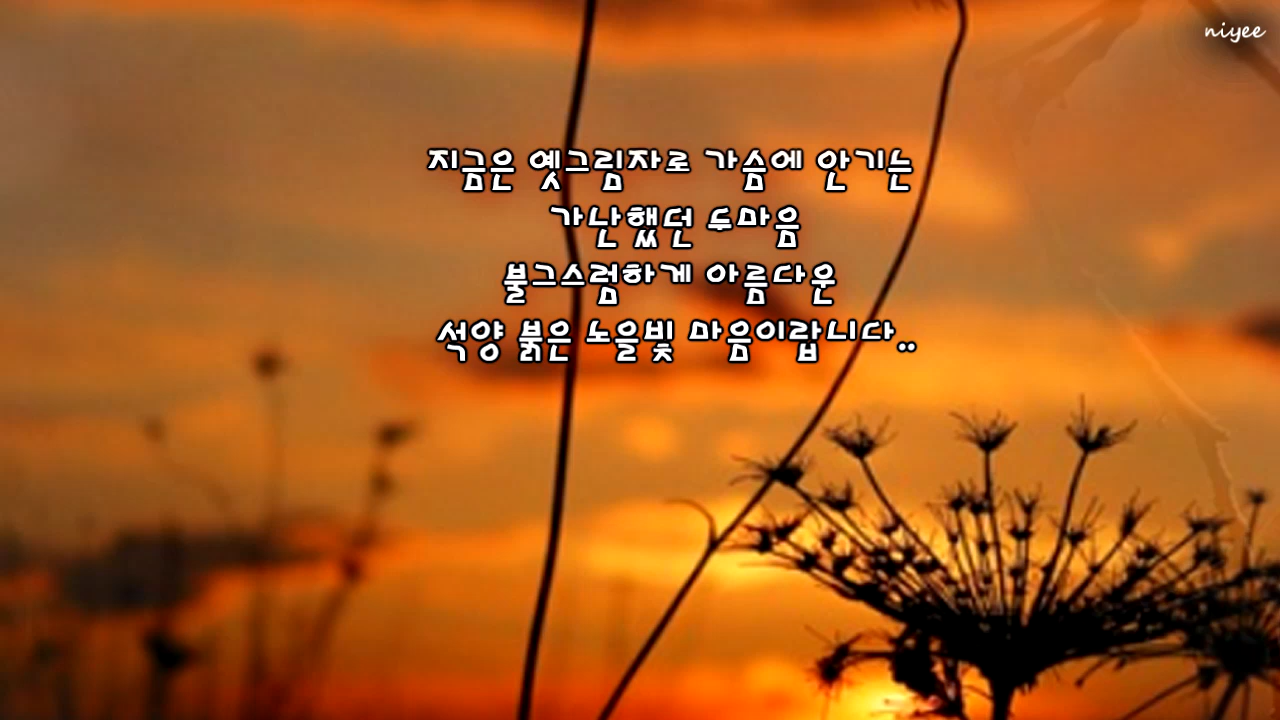 niyee
지금은 옛그림자로 가슴에 안기는
가난했던 두마음
불그스럼하게 아름다운
석양 붉은 노을빛 마음이랍니다..